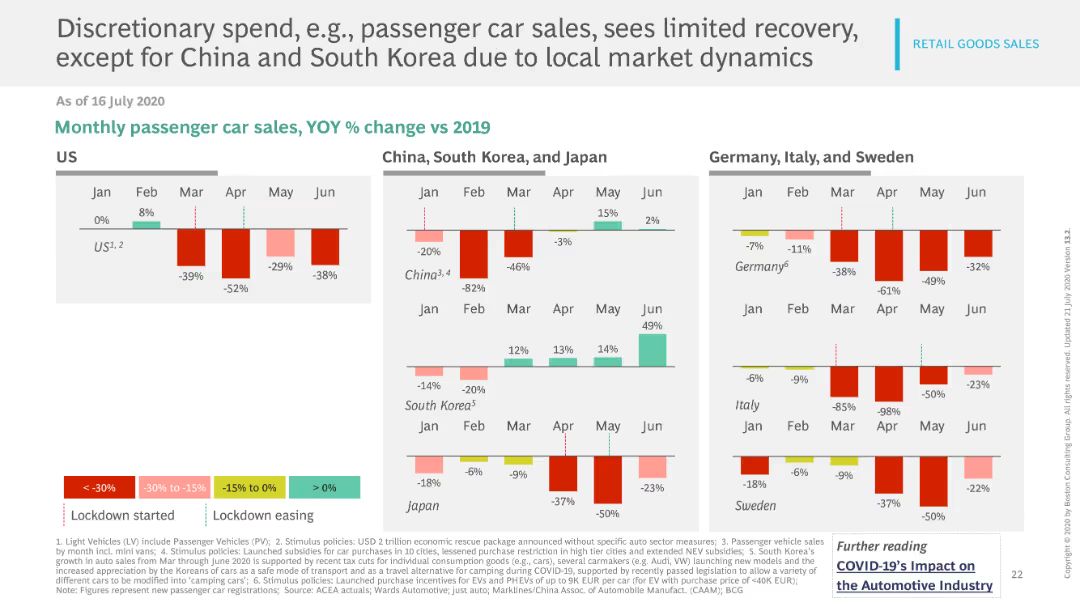 Discretionary spend, e.g., passenger car sales, sees limited recovery,
except for China and South Korea due to local market dynamics
RETAIL GOODS SALES
As of 16 July 2020
Monthly passenger car sales, YOY % change vs 2019
US
Jan Feb Mar Apr May Jun
0% 8% -39% -52% -29% -38%
US1, 2
China, South Korea, and Japan
Jan Feb Mar Apr May Jun
-20% -82% -46% -3% 15% 2%
China3, 4
Jan Feb Mar Apr May Jun
-14% -20% 12% 13% 14% 49%
South Korea5
Jan Feb Mar Apr May Jun
-18% -6% -9% -37% -50% -23%
Japan
Germany, Italy, and Sweden
Jan Feb Mar Apr May Jun
-7% -11% -38% -61% -49% -32%
Germany6
Jan Feb Mar Apr May Jun
-6% -9% -85% -98% -50% -23%
Italy
Jan Feb Mar Apr May Jun
-18% -6% -9% -37% -50% -22%
Sweden
< -30% -30% to -15% -15% to 0% > 0%
Lockdown started Lockdown easing
1. Light Vehicles (LV) include Passenger Vehicles (PV); 2. Stimulus policies: USD 2 trillion economic rescue package announced without specific auto sector measures; 3. Passenger vehicle sales
by month incl. mini vans; 4. Stimulus policies: Launched subsidies for car purchases in 10 cities, lessened purchase restriction in high tier cities and extended NEV subsidies; 5. South Korea's
growth in auto sales from Mar through June 2020 is supported by recent tax cuts for individual consumption goods (e.g., cars), several carmakers (e.g. Audi, VW) launching new models and the
increased appreciation by the Koreans of cars as a safe mode of transport and as a travel alternative for camping during COVID-19, supported by recently passed legislation to allow a variety of
different cars to be modified into 'camping cars'; 6. Stimulus policies: Launched purchase incentives for EVs and PHEVs of up to 9K EUR per car (for EV with purchase price of <40K EUR);
Note: Figures represent new passenger car registrations; Source: ACEA actuals; Wards Automotive; just auto; Marklines/China Assoc. of Automobile Manufact. (CAAM); BCG
Further reading
COVID-19's Impact on
the Automotive Industry
22
Copyright © 2020 by Boston Consulting Group. All rights reserved. Updated 21 July 2020 Version 13.2.